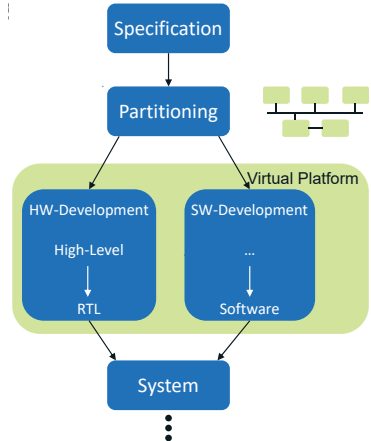 Specification
Partitioning
Virtual Platform
HW-Development
SW-Development
High-Level
...
RTL
Software
System